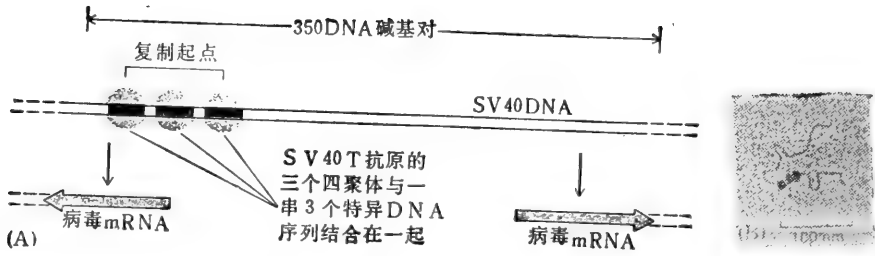 350DNA碱基对
复制起点
SV40DNA
SV40T抗原的
三个四聚体与一
串3个特异DNA
序列结合在一起
病毒mRNA
病毒mRNA
(A)
100nm